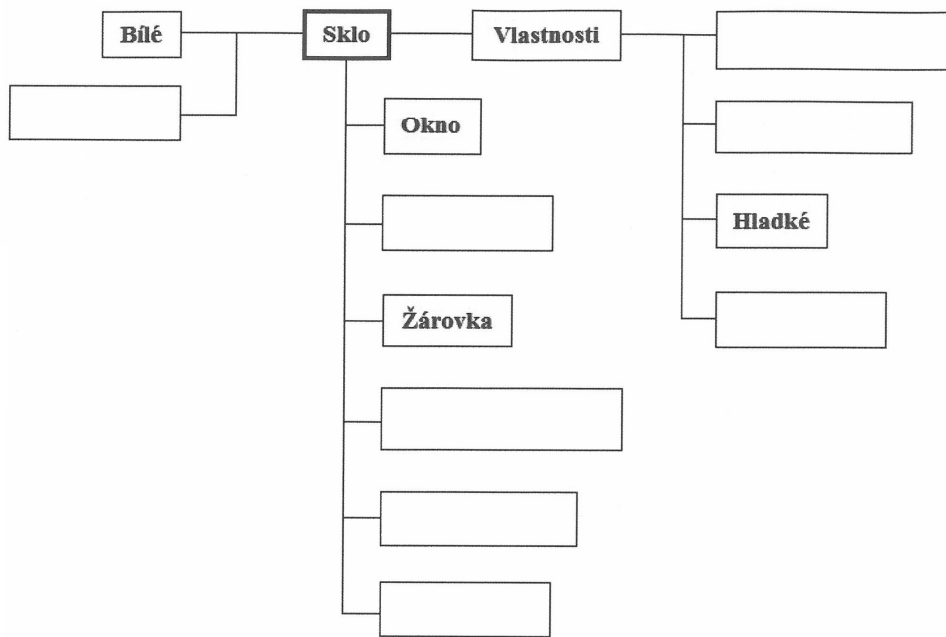 Bílé
Sklo
Vlastnosti
Okno
Hladké
Žárovka